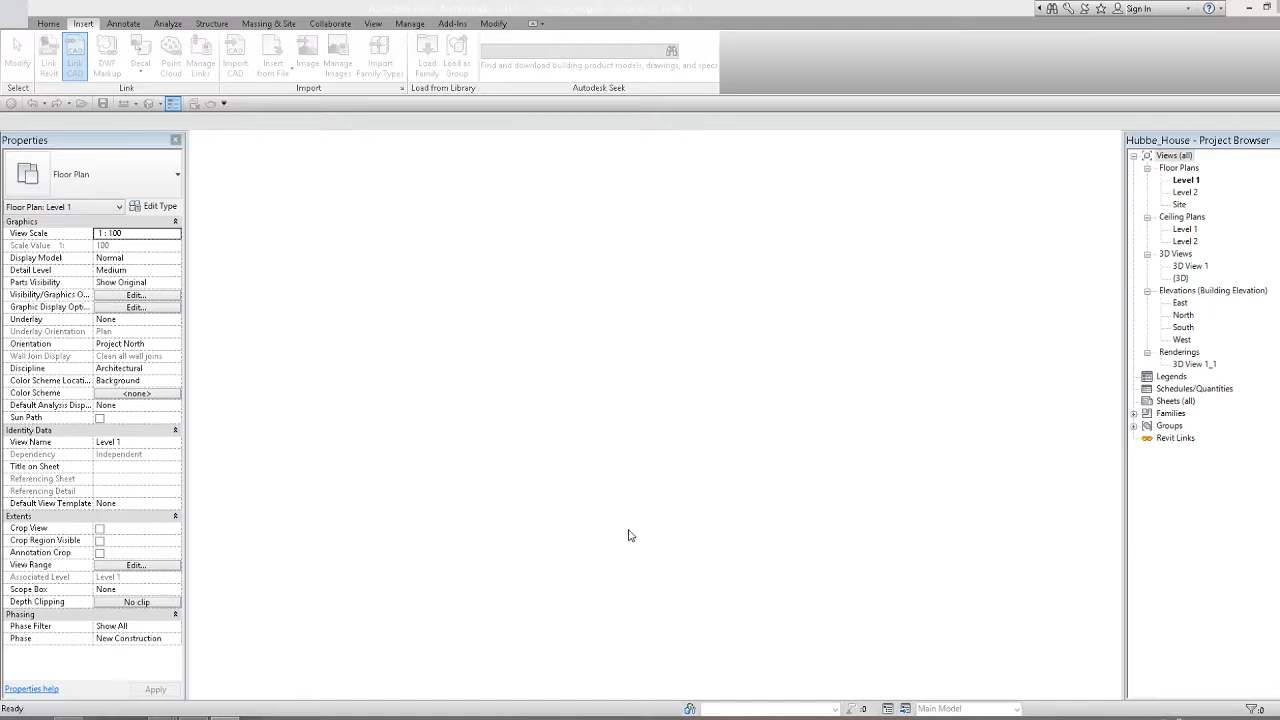 Sign In
Home Insert Annotate Analyze Structure Massing & Site Collaborate View Manage Add-Ins Modify
Modify
Link Revit
Link CAD
DWF Markup
Decal
Point Cloud
Manage Links
Import CAD
Insert from File
Image
Manage Images
Import Family Types
Load Family
Load as Group
Find and download building product models, drawings, and specs
Select
Link
Import
Load from Library
Autodesk Seek
Properties
Floor Plan
Floor Plan: Level 1 Edit Type
Graphics
View Scale 1 : 100
Scale Value 1: 100
Display Model Normal
Detail Level Medium
Parts Visibility Show Original
Visibility/Graphics O... Edit...
Graphic Display Opti... Edit...
Underlay None
Underlay Orientation Plan
Orientation Project North
Wall Join Display Clean all wall joins
Discipline Architectural
Color Scheme Locati... Background
Color Scheme <none>
Default Analysis Disp... None
Sun Path
Identity Data
View Name Level 1
Dependency Independent
Title on Sheet
Referencing Sheet
Referencing Detail
Default View Template None
Extents
Crop View
Crop Region Visible
Annotation Crop
View Range Edit...
Associated Level Level 1
Scope Box None
Depth Clipping No clip
Phasing
Phase Filter Show All
Phase New Construction
Properties help Apply
Hubbe_House - Project Browser
Views (all)
Floor Plans
Level 1
Level 2
Site
Ceiling Plans
Level 1
Level 2
3D Views
3D View 1
{3D}
Elevations (Building Elevation)
East
North
South
West
Renderings
3D View 1_1
Legends
Schedules/Quantities
Sheets (all)
Families
Groups
Revit Links
Ready
:0
Main Model
:0